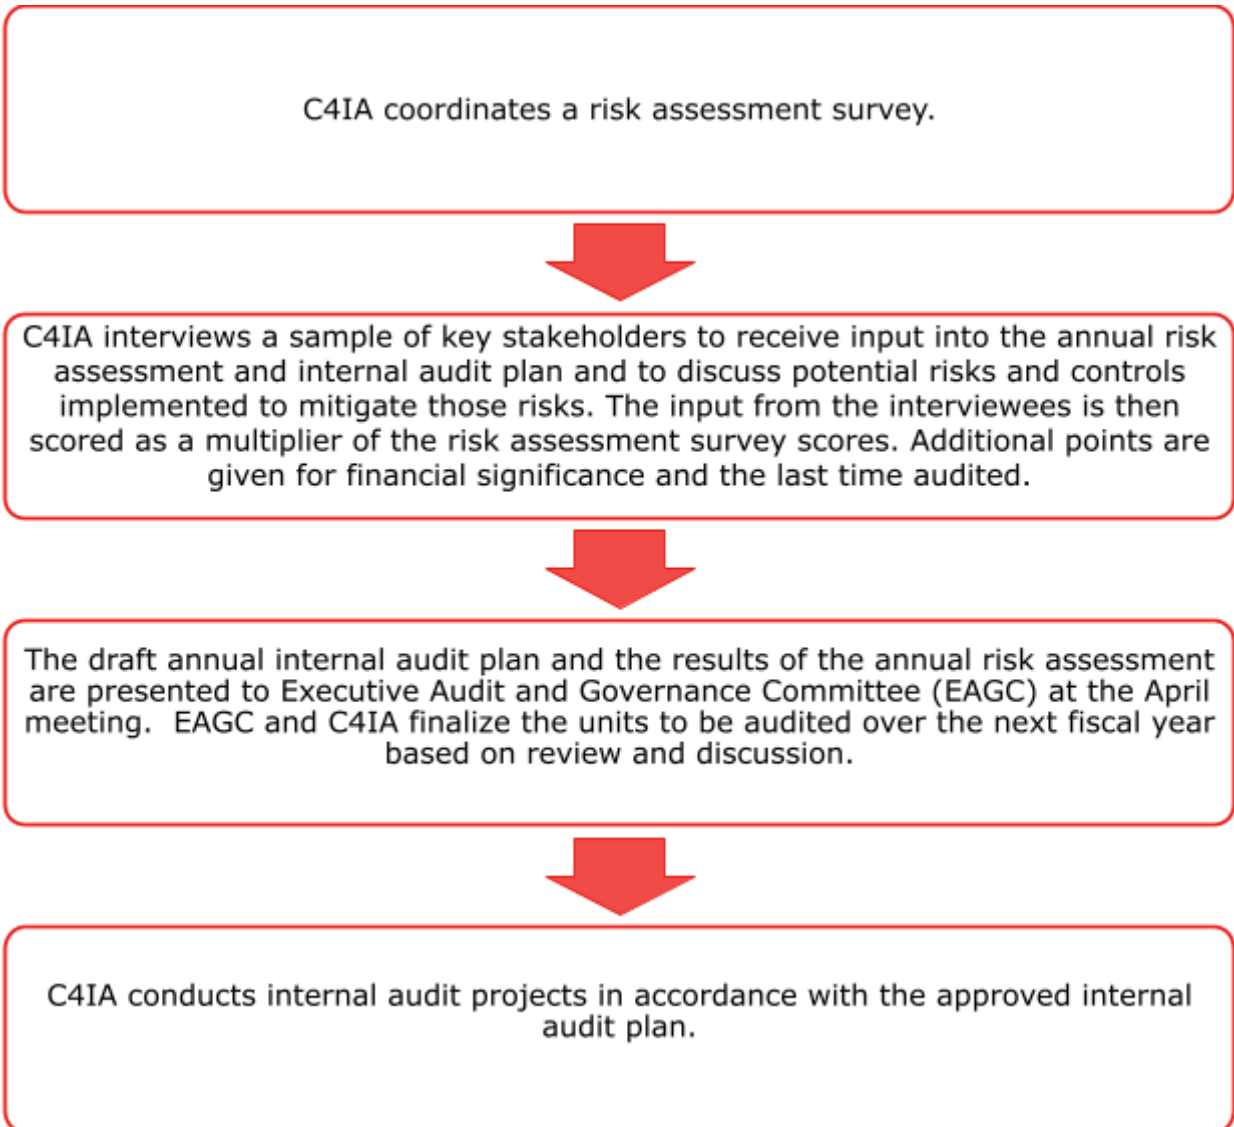 C4IA coordinates a risk assessment survey.
C4IA interviews a sample of key stakeholders to receive input into the annual risk
assessment and internal audit plan and to discuss potential risks and controls
implemented to mitigate those risks. The input from the interviewees is then
scored as a multiplier of the risk assessment survey scores. Additional points are
given for financial significance and the last time audited.
The draft annual internal audit plan and the results of the annual risk assessment
are presented to Executive Audit and Governance Committee (EAGC) at the April
meeting.  EAGC and C4IA finalize the units to be audited over the next fiscal year
based on review and discussion.
C4IA conducts internal audit projects in accordance with the approved internal
audit plan.